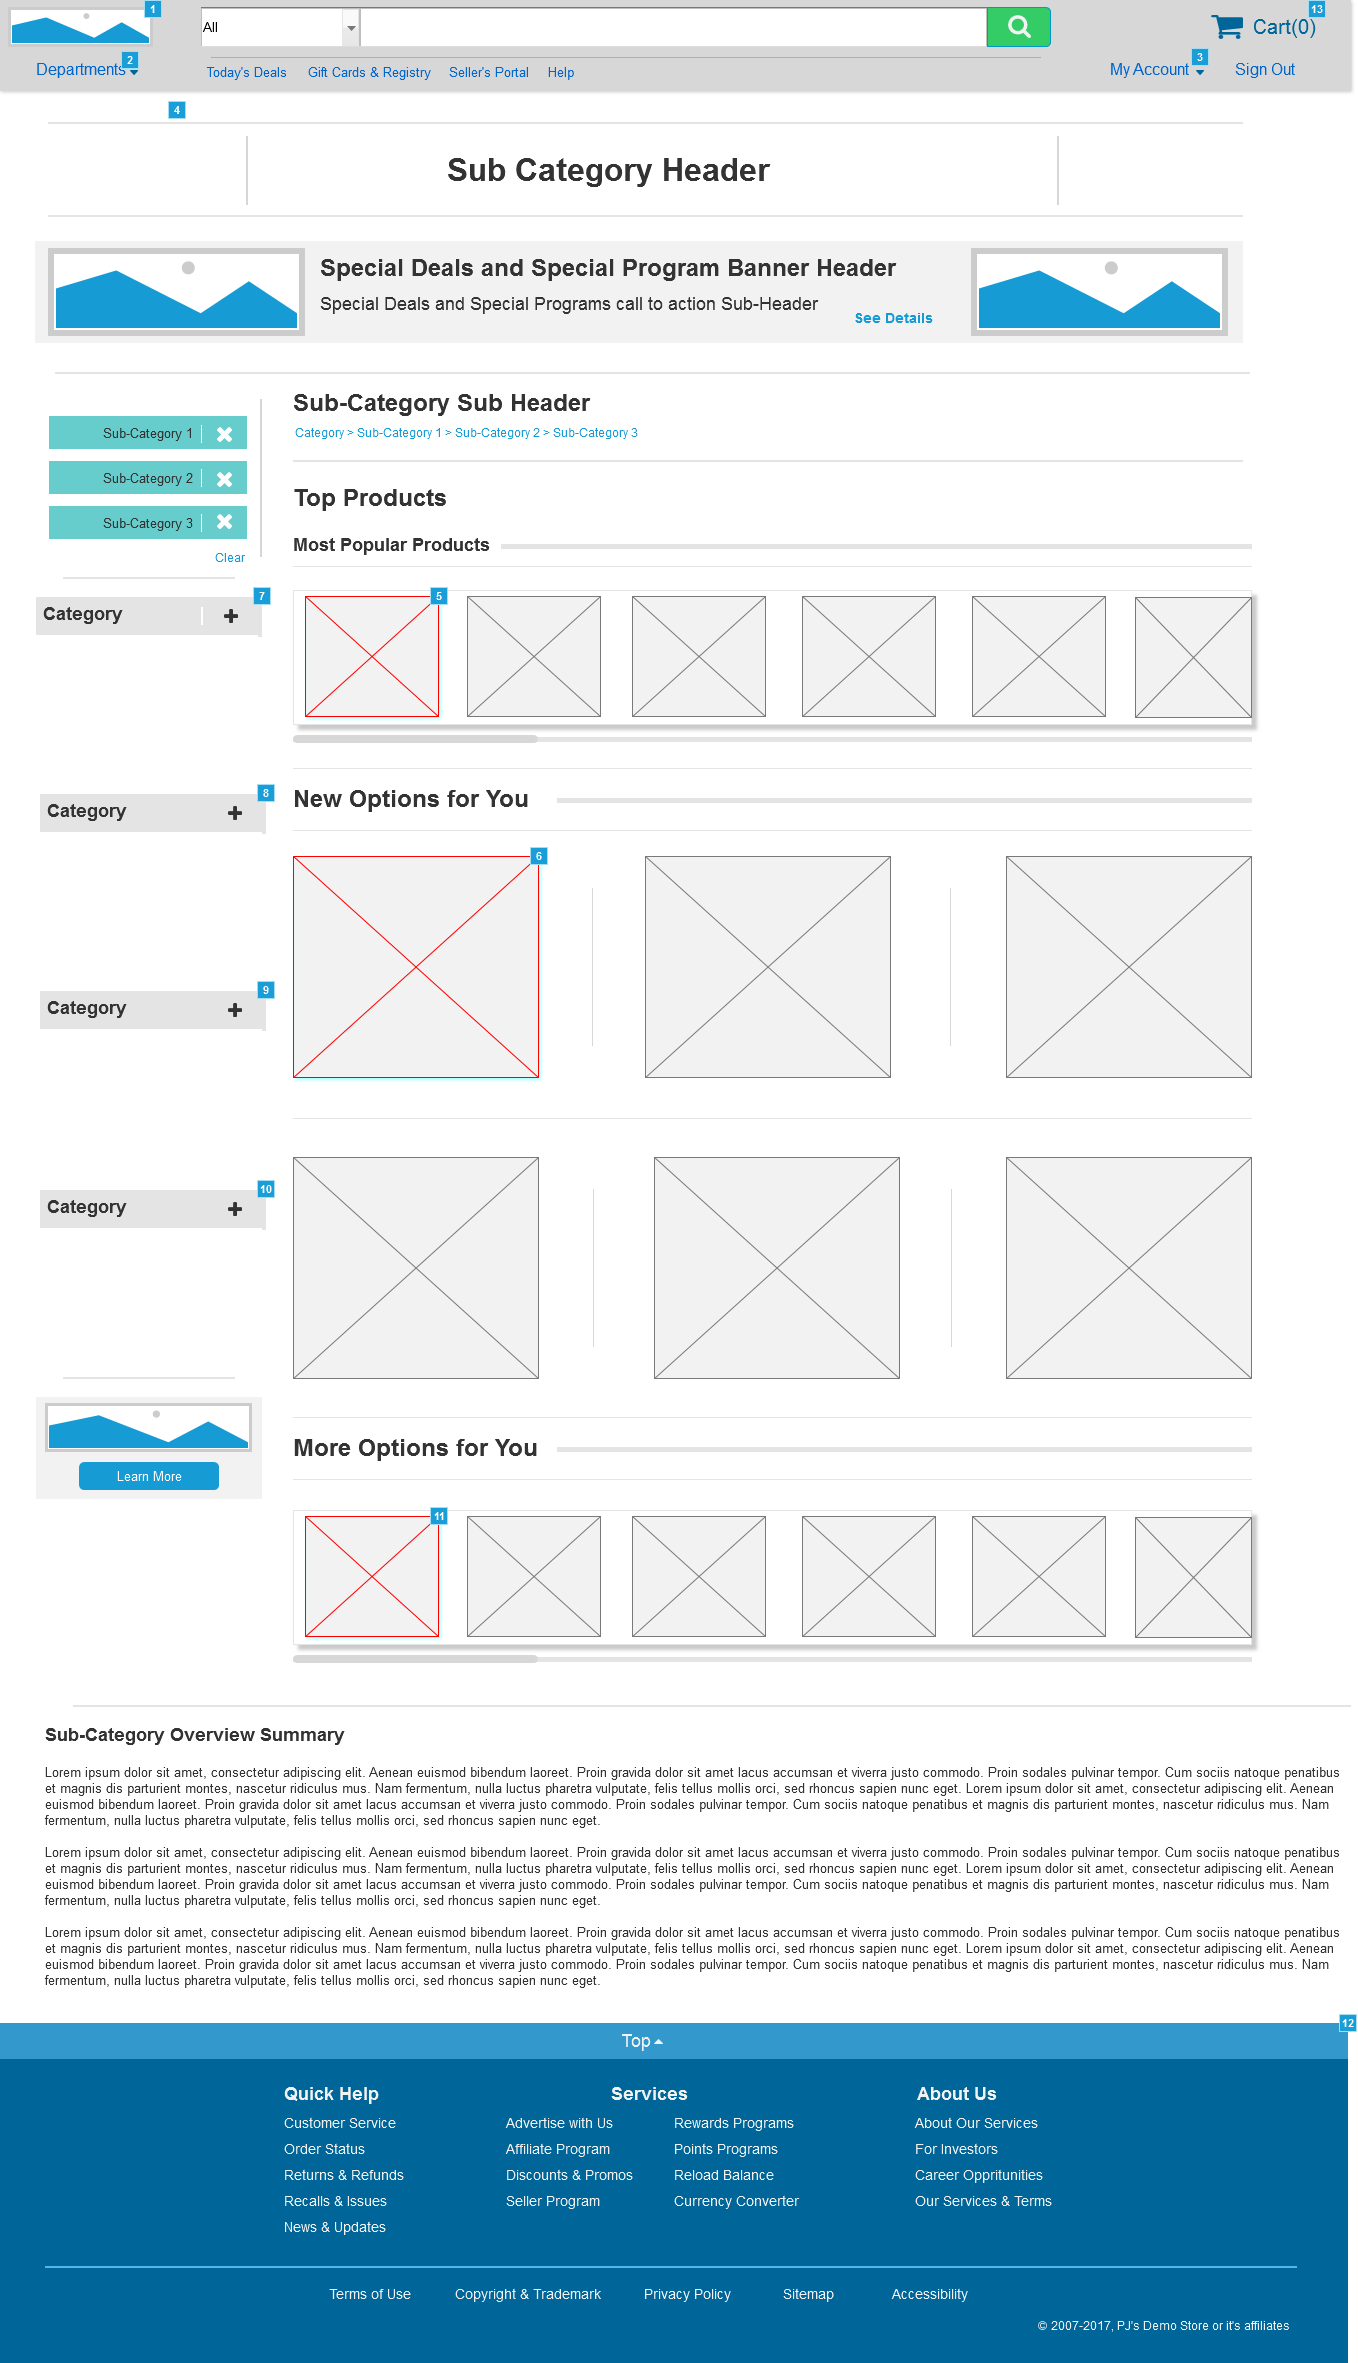 1
13
All
Cart(0)
2
3
Departments
Today's Deals
Gift Cards & Registry
Seller's Portal
Help
My Account
Sign Out
4
Sub Category Header
Special Deals and Special Program Banner Header
Special Deals and Special Programs call to action Sub-Header
See Details
Sub-Category Sub Header
Category > Sub-Category 1 > Sub-Category 2 > Sub-Category 3
Sub-Category 1
Sub-Category 2
Sub-Category 3
Clear
Top Products
Most Popular Products
7
5
Category
8
Category
New Options for You
6
9
Category
10
Category
Learn More
More Options for You
11
Sub-Category Overview Summary
Lorem ipsum dolor sit amet, consectetur adipiscing elit. Aenean euismod bibendum laoreet. Proin gravida dolor sit amet lacus accumsan et viverra justo commodo. Proin sodales pulvinar tempor. Cum sociis natoque penatibus
et magnis dis parturient montes, nascetur ridiculus mus. Nam fermentum, nulla luctus pharetra vulputate, felis tellus mollis orci, sed rhoncus sapien nunc eget. Lorem ipsum dolor sit amet, consectetur adipiscing elit. Aenean
euismod bibendum laoreet. Proin gravida dolor sit amet lacus accumsan et viverra justo commodo. Proin sodales pulvinar tempor. Cum sociis natoque penatibus et magnis dis parturient montes, nascetur ridiculus mus. Nam
fermentum, nulla luctus pharetra vulputate, felis tellus mollis orci, sed rhoncus sapien nunc eget.
Lorem ipsum dolor sit amet, consectetur adipiscing elit. Aenean euismod bibendum laoreet. Proin gravida dolor sit amet lacus accumsan et viverra justo commodo. Proin sodales pulvinar tempor. Cum sociis natoque penatibus
et magnis dis parturient montes, nascetur ridiculus mus. Nam fermentum, nulla luctus pharetra vulputate, felis tellus mollis orci, sed rhoncus sapien nunc eget. Lorem ipsum dolor sit amet, consectetur adipiscing elit. Aenean
euismod bibendum laoreet. Proin gravida dolor sit amet lacus accumsan et viverra justo commodo. Proin sodales pulvinar tempor. Cum sociis natoque penatibus et magnis dis parturient montes, nascetur ridiculus mus. Nam
fermentum, nulla luctus pharetra vulputate, felis tellus mollis orci, sed rhoncus sapien nunc eget.
Lorem ipsum dolor sit amet, consectetur adipiscing elit. Aenean euismod bibendum laoreet. Proin gravida dolor sit amet lacus accumsan et viverra justo commodo. Proin sodales pulvinar tempor. Cum sociis natoque penatibus
et magnis dis parturient montes, nascetur ridiculus mus. Nam fermentum, nulla luctus pharetra vulputate, felis tellus mollis orci, sed rhoncus sapien nunc eget. Lorem ipsum dolor sit amet, consectetur adipiscing elit. Aenean
euismod bibendum laoreet. Proin gravida dolor sit amet lacus accumsan et viverra justo commodo. Proin sodales pulvinar tempor. Cum sociis natoque penatibus et magnis dis parturient montes, nascetur ridiculus mus. Nam
fermentum, nulla luctus pharetra vulputate, felis tellus mollis orci, sed rhoncus sapien nunc eget.
12
Top
Quick Help
Customer Service
Order Status
Returns & Refunds
Recalls & Issues
News & Updates
Services
Advertise with Us
Affiliate Program
Discounts & Promos
Seller Program
Rewards Programs
Points Programs
Reload Balance
Currency Converter
About Us
About Our Services
For Investors
Career Oppritunities
Our Services & Terms
Terms of Use
Copyright & Trademark
Privacy Policy
Sitemap
Accessibility
© 2007-2017, PJ's Demo Store or it's affiliates